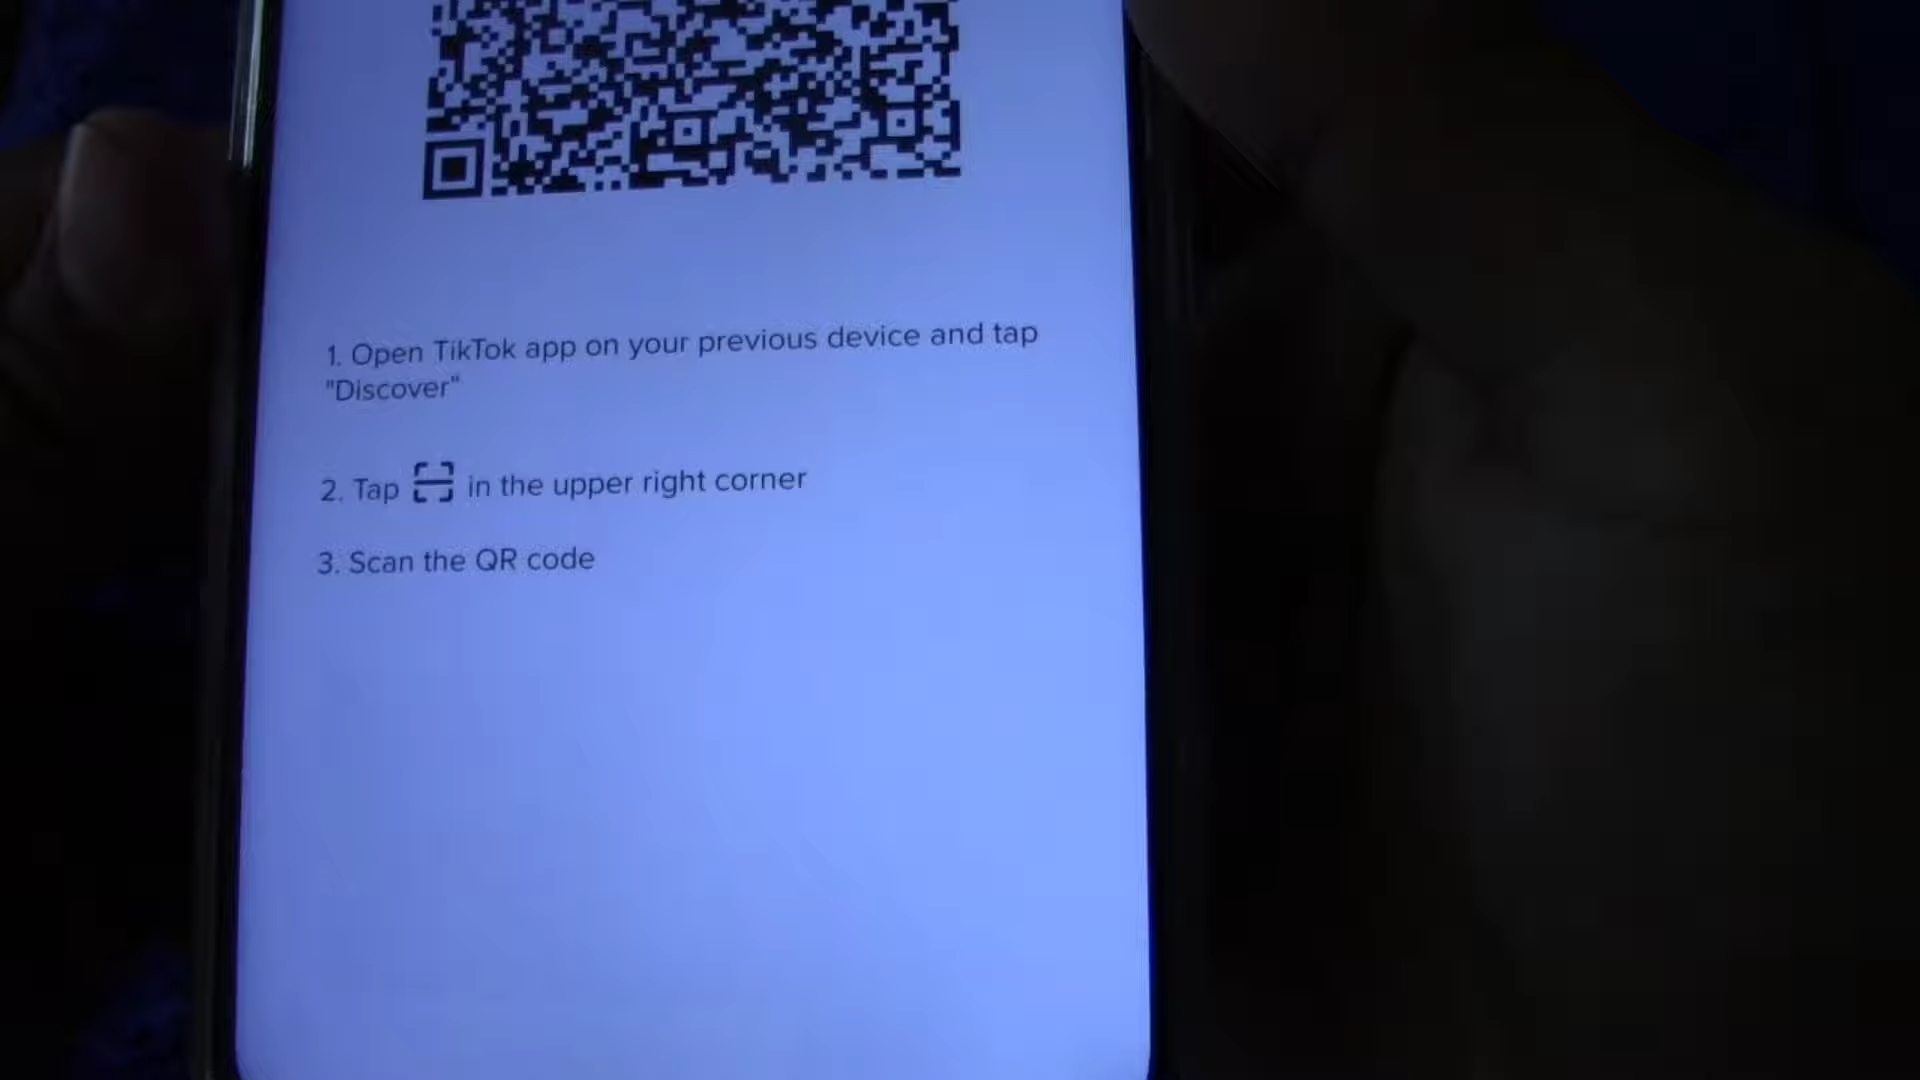 1. Open TikTok app on your previous device and tap
"Discover"
2. Tap in the upper right corner
3. Scan the QR code